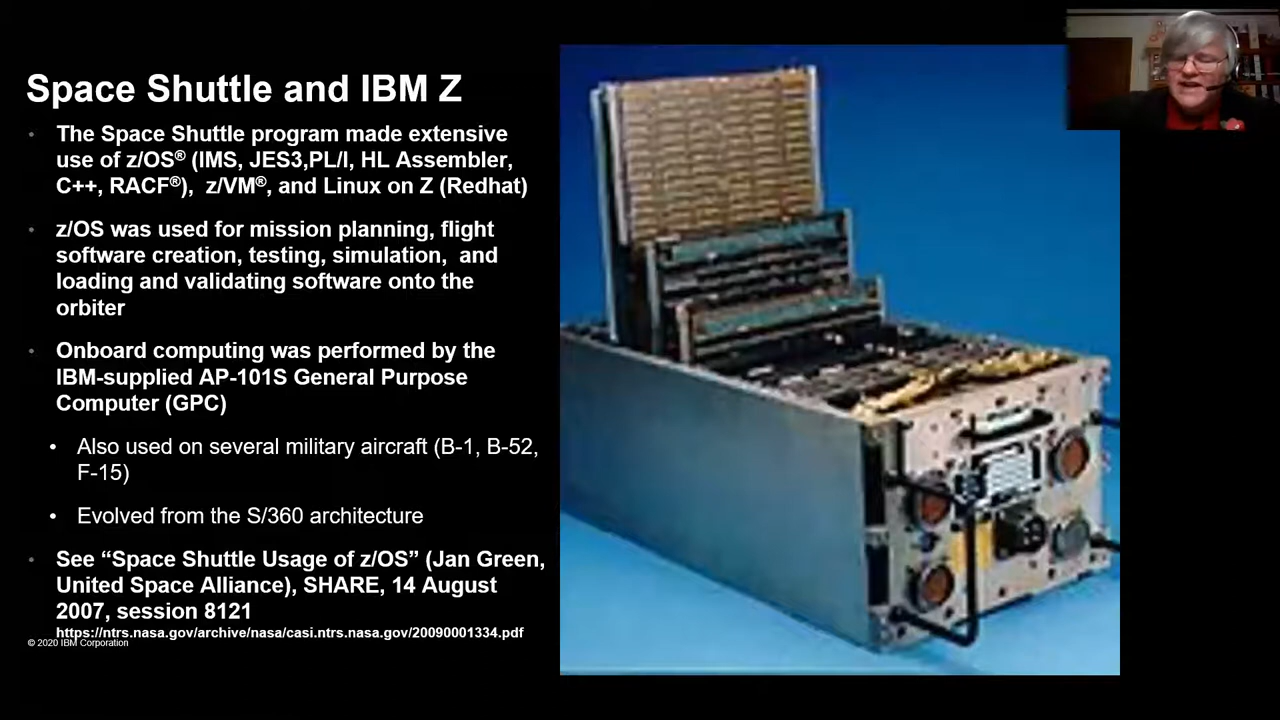 Space Shuttle and IBM Z
• The Space Shuttle program made extensive
use of z/OS® (IMS, JES3,PL/I, HL Assembler,
C++, RACF®),  z/VM®, and Linux on Z (Redhat)
• z/OS was used for mission planning, flight
software creation, testing, simulation,  and
loading and validating software onto the
orbiter
• Onboard computing was performed by the
IBM-supplied AP-101S General Purpose
Computer (GPC)
• Also used on several military aircraft (B-1, B-52,
F-15)
• Evolved from the S/360 architecture
• See “Space Shuttle Usage of z/OS” (Jan Green,
United Space Alliance), SHARE, 14 August
2007, session 8121
https://ntrs.nasa.gov/archive/nasa/casi.ntrs.nasa.gov/20090001334.pdf
© 2020 IBM Corporation